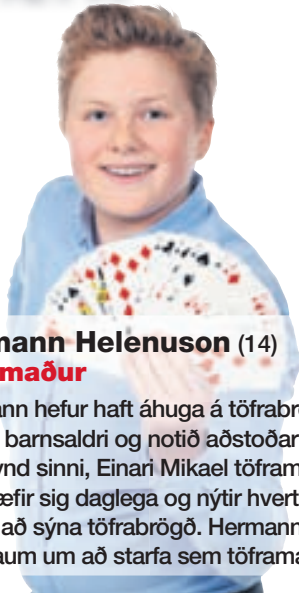 mann Helenuson (14)
maður
ann hefur haft áhuga á töfrabr
barnsaldri og notið aðstoðar
ynd sinni, Einari Mikael töfram
æfir sig daglega og nýtir hvert
að sýna töfrabrögð. Hermann
aum um að starfa sem töframa